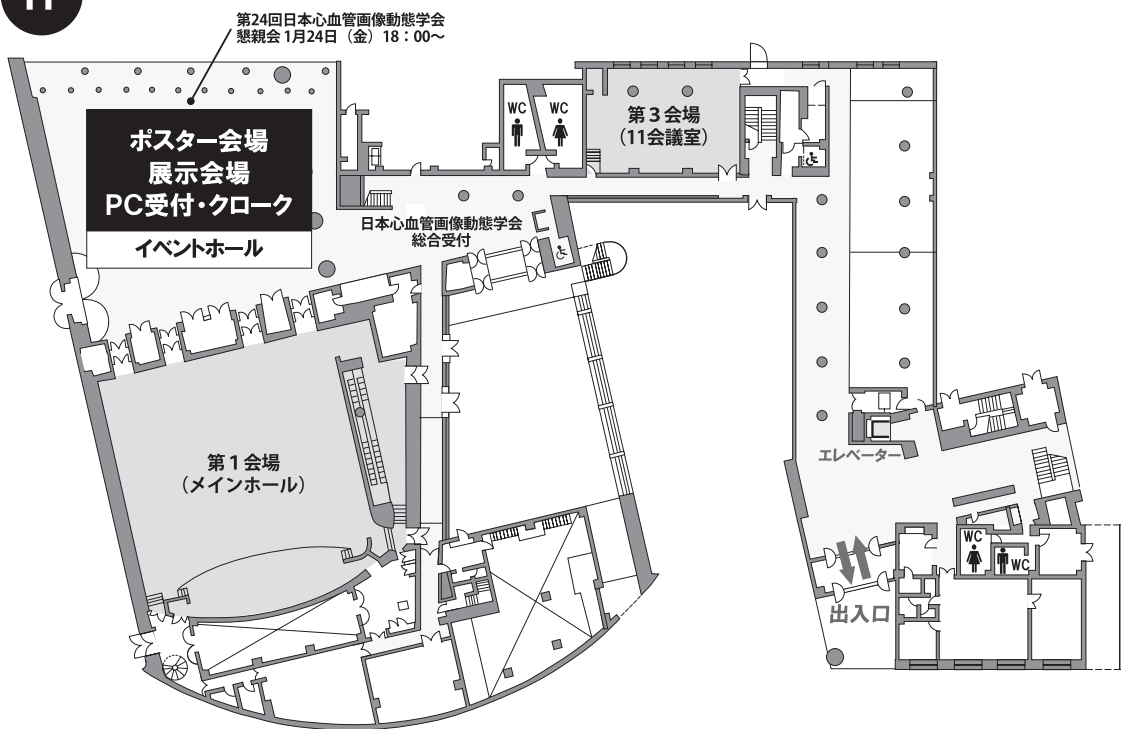 第24回日本心血管画像動態学会
懇親会 1月24日（金）18：00〜
ポスター会場
展示会場
PC受付・クローク
イベントホール
WC
WC
第3会場
（11会議室）
日本心血管画像動態学会
総合受付
第1会場
（メインホール）
エレベーター
出入口
WC
WC